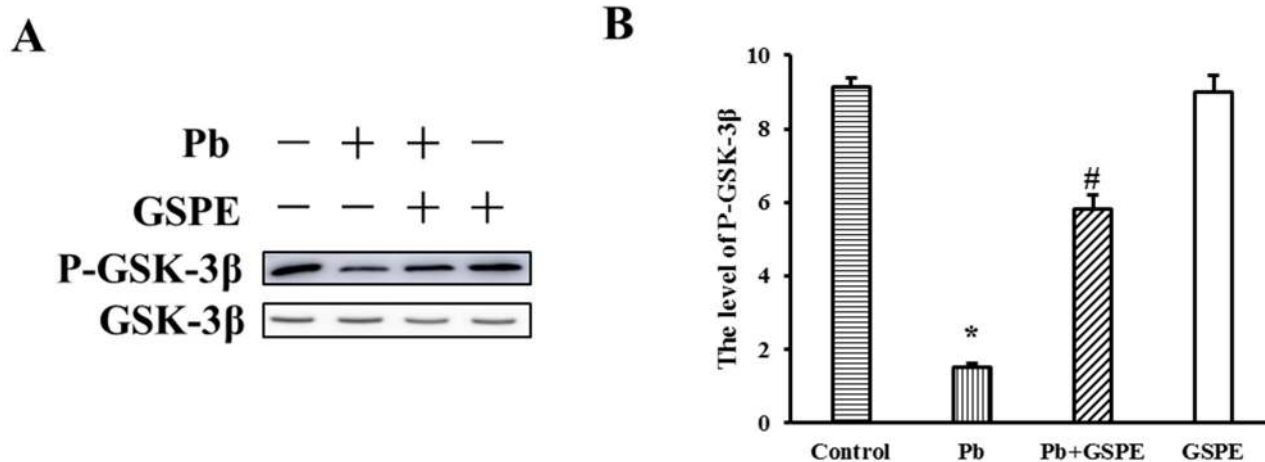 A
Pb − + + −
GSPE − − + +
P-GSK-3β
GSK-3β
B
The level of P-GSK-3β
10
8
6
4
2
0
*
#
Control Pb Pb+GSPE GSPE